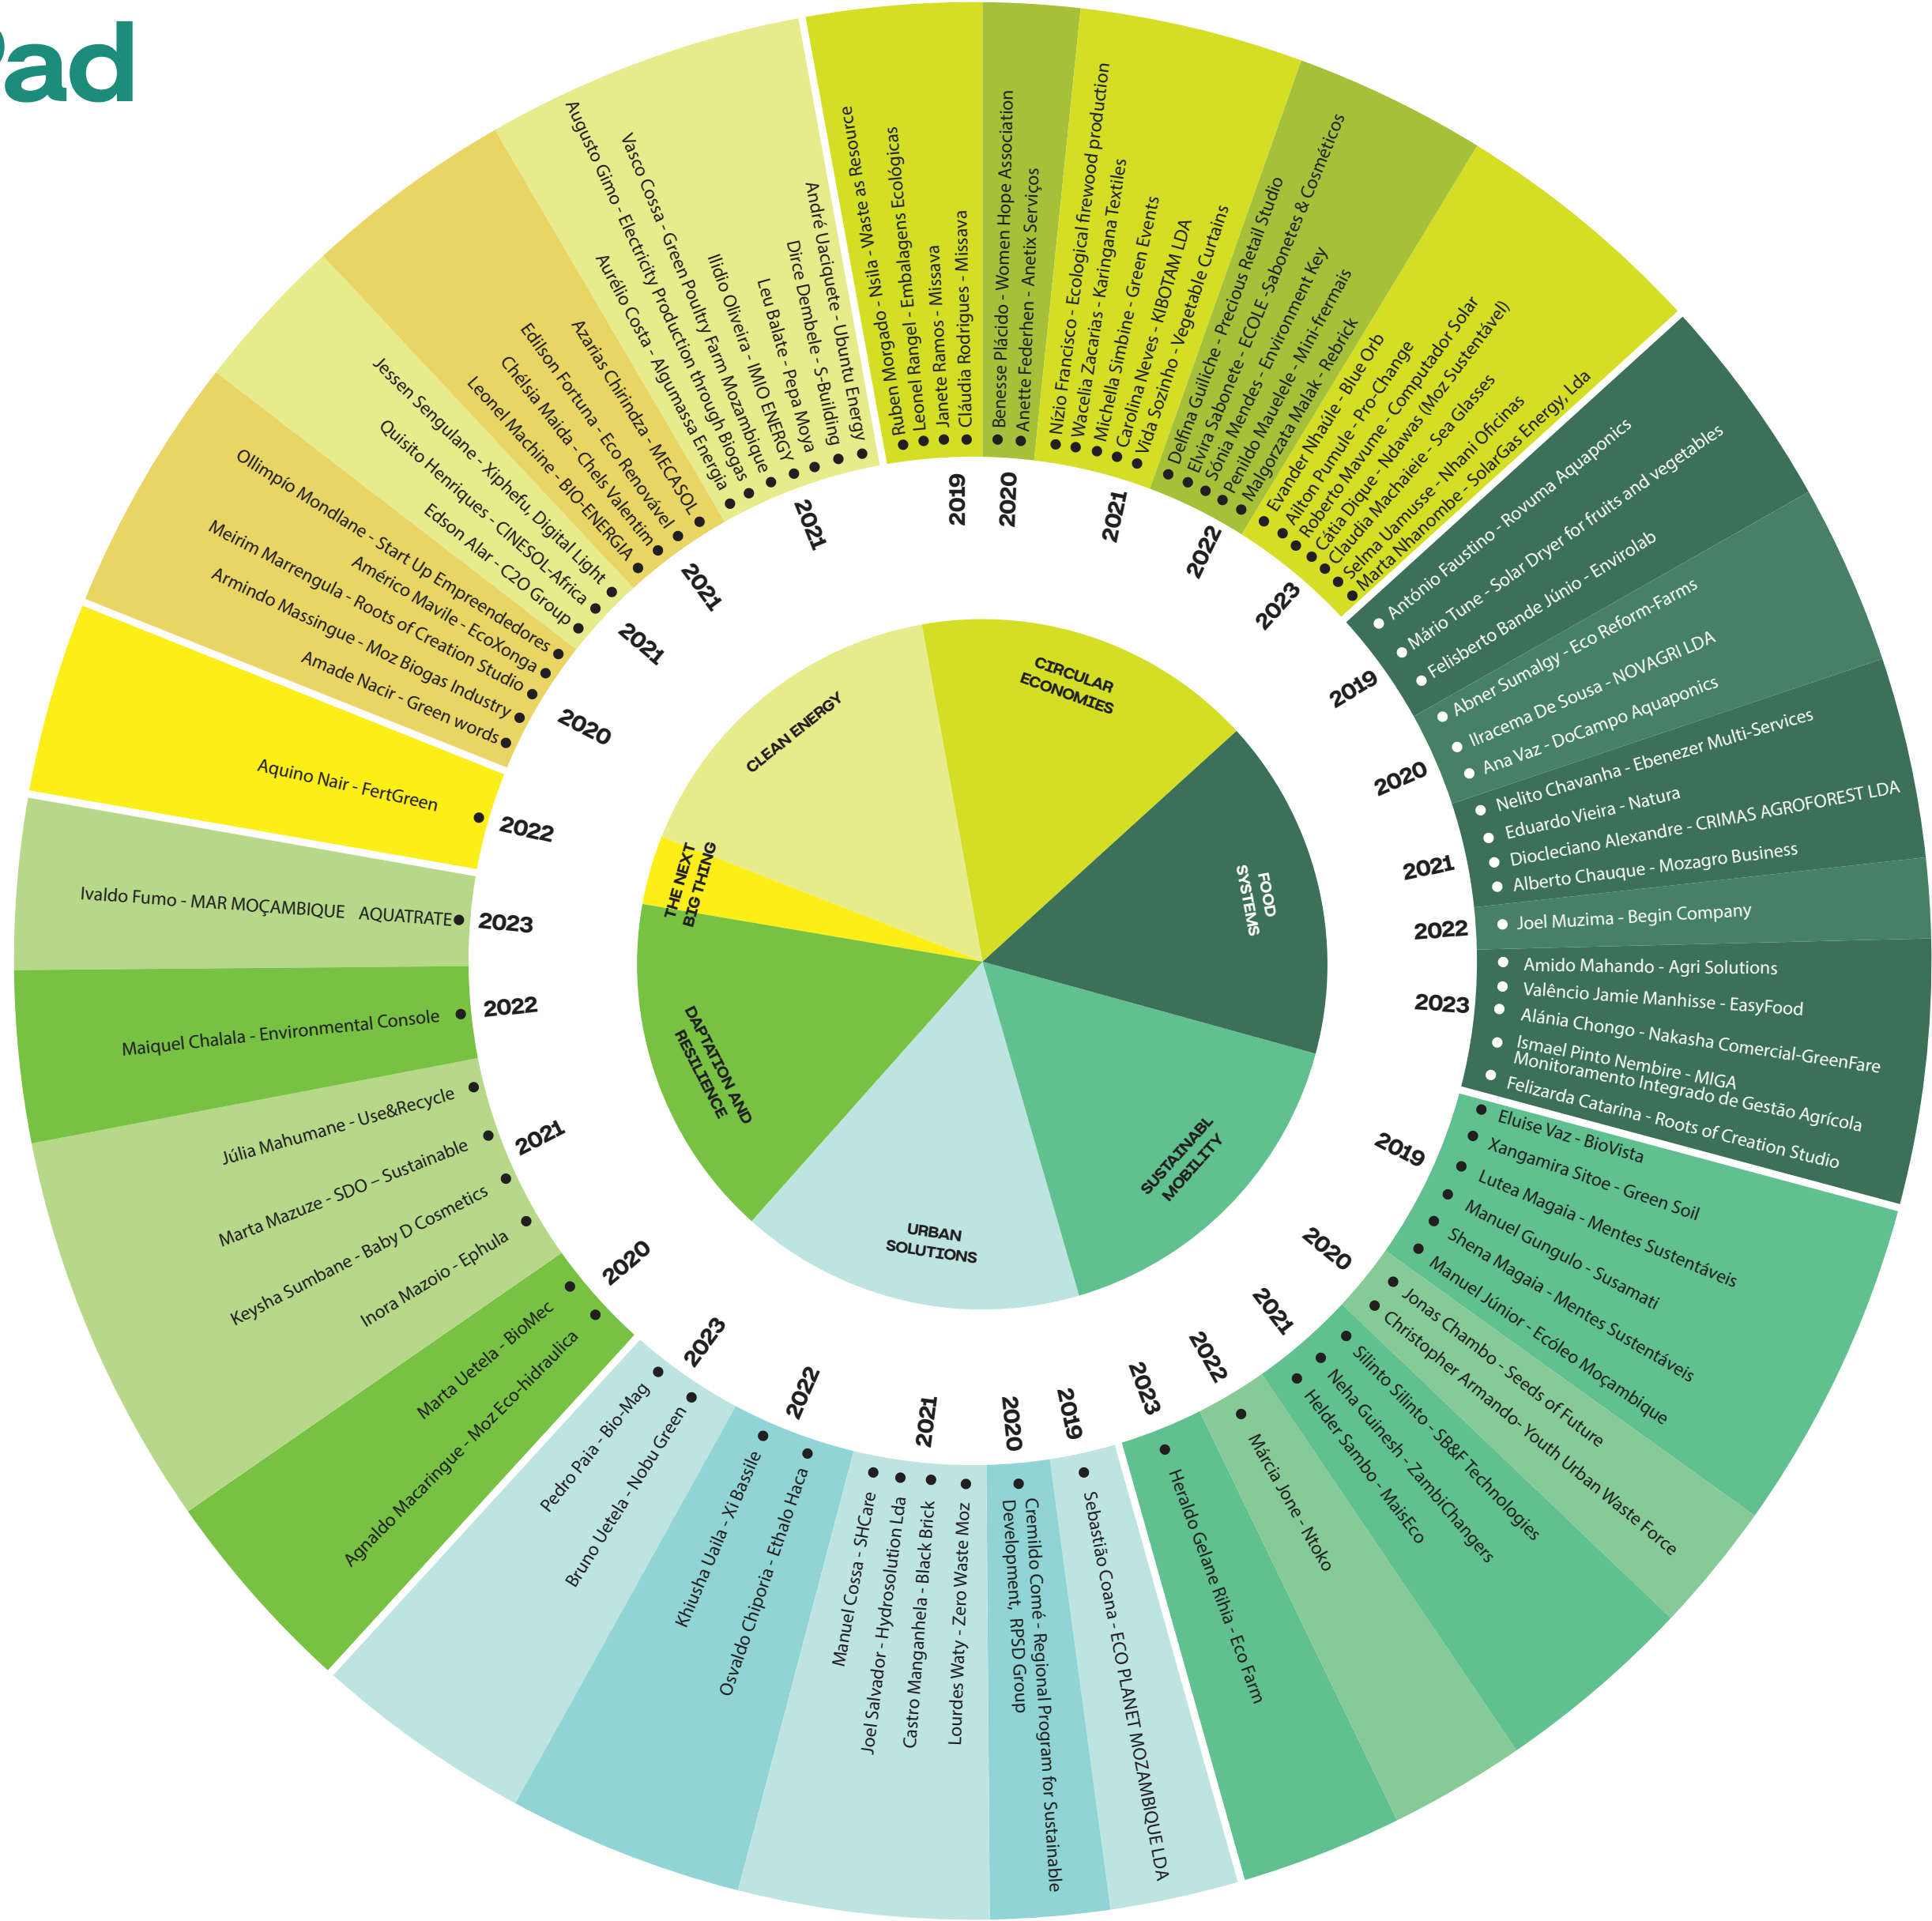 Pad
CIRCULAR
ECONOMIES
FOOD
SYSTEMS
SUSTAINABL
MOBILITY
URBAN
SOLUTIONS
DAPTATION AND
RESILIENCE
THE NEXT
BIG THING
CLEAN ENERGY
2019
Ruben Morgado - Nsila - Waste as Resource
Leonel Rangel - Embalagens Ecológicas
Janete Ramos - Missava
Cláudia Rodrigues - Missava
2020
Benesse Plácido - Women Hope Association
Anette Federhen - Anetix Serviços
2021
Nízio Francisco - Ecological firewood production
Wacelia Zacarias - Karingana Textiles
Michella Simbine - Green Events
Carolina Neves - KIBOTAM LDA
Vida Sozinho - Vegetable Curtains
2022
Delfina Guiliche - Precious Retail Studio
Elvira Sabonete - ECOLE -Sabonetes & Cosméticos
Sónia Mendes - Environment Key
Penildo Mauelele - Mini-frermais
Malgorzata Malak - Rebrick
2023
Evander Nhaule - Blue Orb
Ailton Pumule - Pro-Change
Roberto Mavume - Computador Solar
Cátia Dique - Ndawas (Moz Sustentável)
Claudia Machaieie - Sea Glasses
Selma Uamusse - Nhani Oficinas
Marta Nhanombe - SolarGas Energy, Lda
2019
António Faustino - Rovuma Aquaponics
Mário Tune - Solar Dryer for fruits and vegetables
Felisberto Bande Júnio - Envirolab
2020
Abner Sumalgy - Eco Reform-Farms
Ilracema De Sousa - NOVAGRI LDA
Ana Vaz - DoCampo Aquaponics
2021
Nelito Chavanha - Ebenezer Multi-Services
Eduardo Vieira - Natura
Diocleciano Alexandre - CRIMAS AGROFOREST LDA
Alberto Chauque - Mozagro Business
2022
Joel Muzima - Begin Company
2023
Amido Mahando - Agri Solutions
Valêncio Jamie Manhisse - EasyFood
Alánia Chongo - Nakasha Comercial-GreenFare
Ismael Pinto Nembire - MIGA
Monitoramento Integrado de Gestão Agrícola
Felizarda Catarina - Roots of Creation Studio
2019
Eluise Vaz - BioVista
Xangamira Sitoe - Green Soil
Lutea Magaia - Mentes Sustentáveis
Manuel Gungulo - Susamati
Shena Magaia - Mentes Sustentáveis
Manuel Júnior - Ecóleo Moçambique
2020
Jonas Chambo - Seeds of Future
Christopher Armando- Youth Urban Waste Force
2021
Silinto Silinto - SB&F Technologies
Neha Guinesh - ZambiChangers
Helder Sambo - MaisEco
2022
Márcia Jone - Ntoko
2023
Heraldo Gelane Rihia - Eco Farm
2019
Sebastião Coana - ECO PLANET MOZAMBIQUE LDA
2020
Cremildo Comé - Regional Program for Sustainable
Development, RPSD Group
2021
Lourdes Waty - Zero Waste Moz
Castro Manganhela - Black Brick
Joel Salvador - Hydrosolution Lda
Manuel Cossa - SHCare
2022
Osvaldo Chiporia - Ethalo Haca
Khiusha Uaila - Xi Bassile
2023
Bruno Uetela - Nobu Green
Pedro Paia - Bio-Mag
2020
Marta Uetela - BioMec
Agnaldo Macaringue - Moz Eco-hidraulica
2021
Júlia Mahumane - Use&Recycle
Marta Mazuze - SDO – Sustainable
Keysha Sumbane - Baby D Cosmetics
Inora Mazoio - Ephula
2022
Maiquel Chalala - Environmental Console
2023
Ivaldo Fumo - MAR MOÇAMBIQUE AQUATRATE
2022
Aquino Nair - FertGreen
2020
Ollimpío Mondlane - Start Up Empreendedores
Américo Mavile - EcoXonga
Meirim Marrengula - Roots of Creation Studio
Armindo Massingue - Moz Biogas Industry
Amade Nacir - Green words
2021
Jessen Sengulane - Xiphefu, Digital Light
Quisito Henriques - CINESOL-Africa
Edson Alar - C2O Group
2021
Azarias Chirindza - MECASOL
Edilson Fortuna - Eco Renovável
Chélsia Maida - Chels Valentim
Leonel Machine - BIO-ENERGIA
2021
André Uaciquete - Ubuntu Energy
Dirce Dembele - S-Building
Leu Balate - Pepa Moya
Ilidio Oliveira - IMIO ENERGY
Vasco Cossa - Green Poultry Farm Mozambique
Augusto Gimo - Electricity Production through Biogas
Aurélio Costa - Algumassa Energia